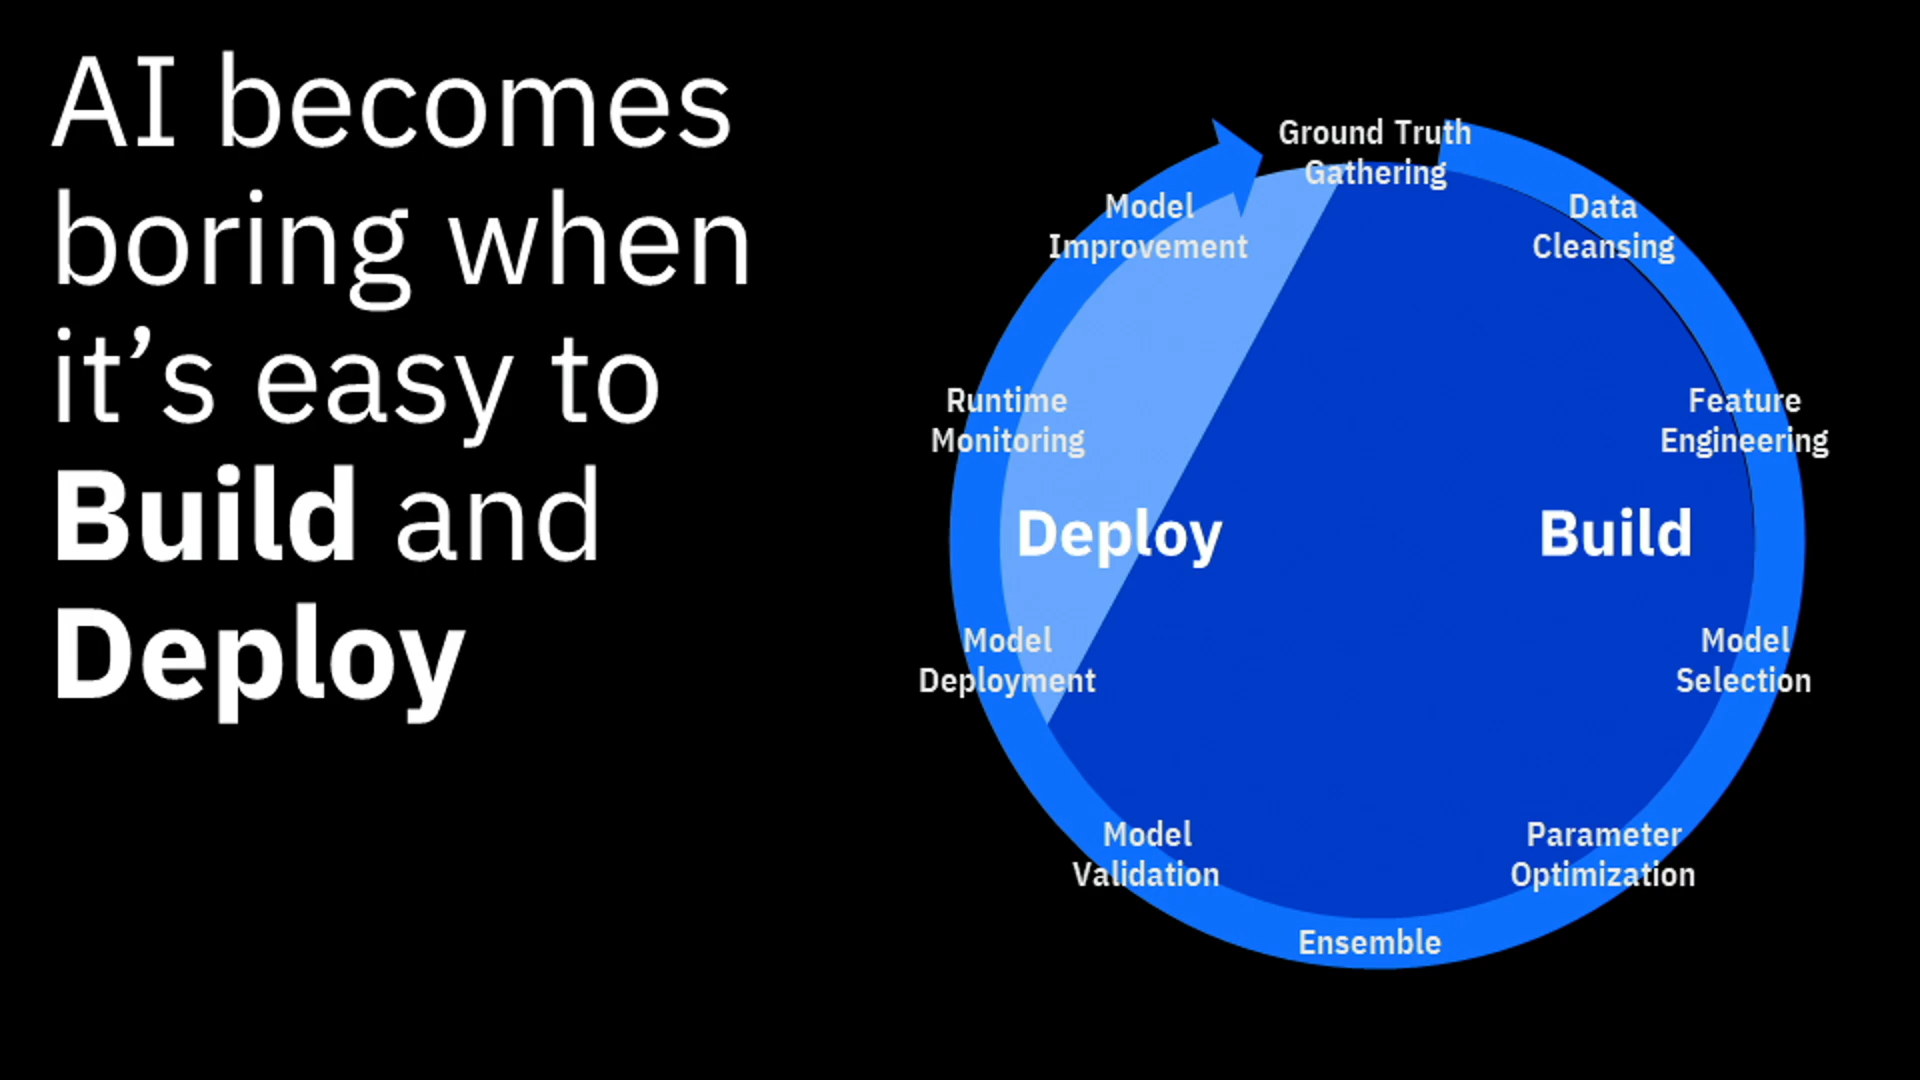 AI becomes
boring when
it’s easy to
Build and
Deploy
Ground Truth
Gathering
Data
Cleansing
Feature
Engineering
Model
Selection
Parameter
Optimization
Ensemble
Model
Validation
Model
Deployment
Runtime
Monitoring
Model
Improvement
Deploy
Build